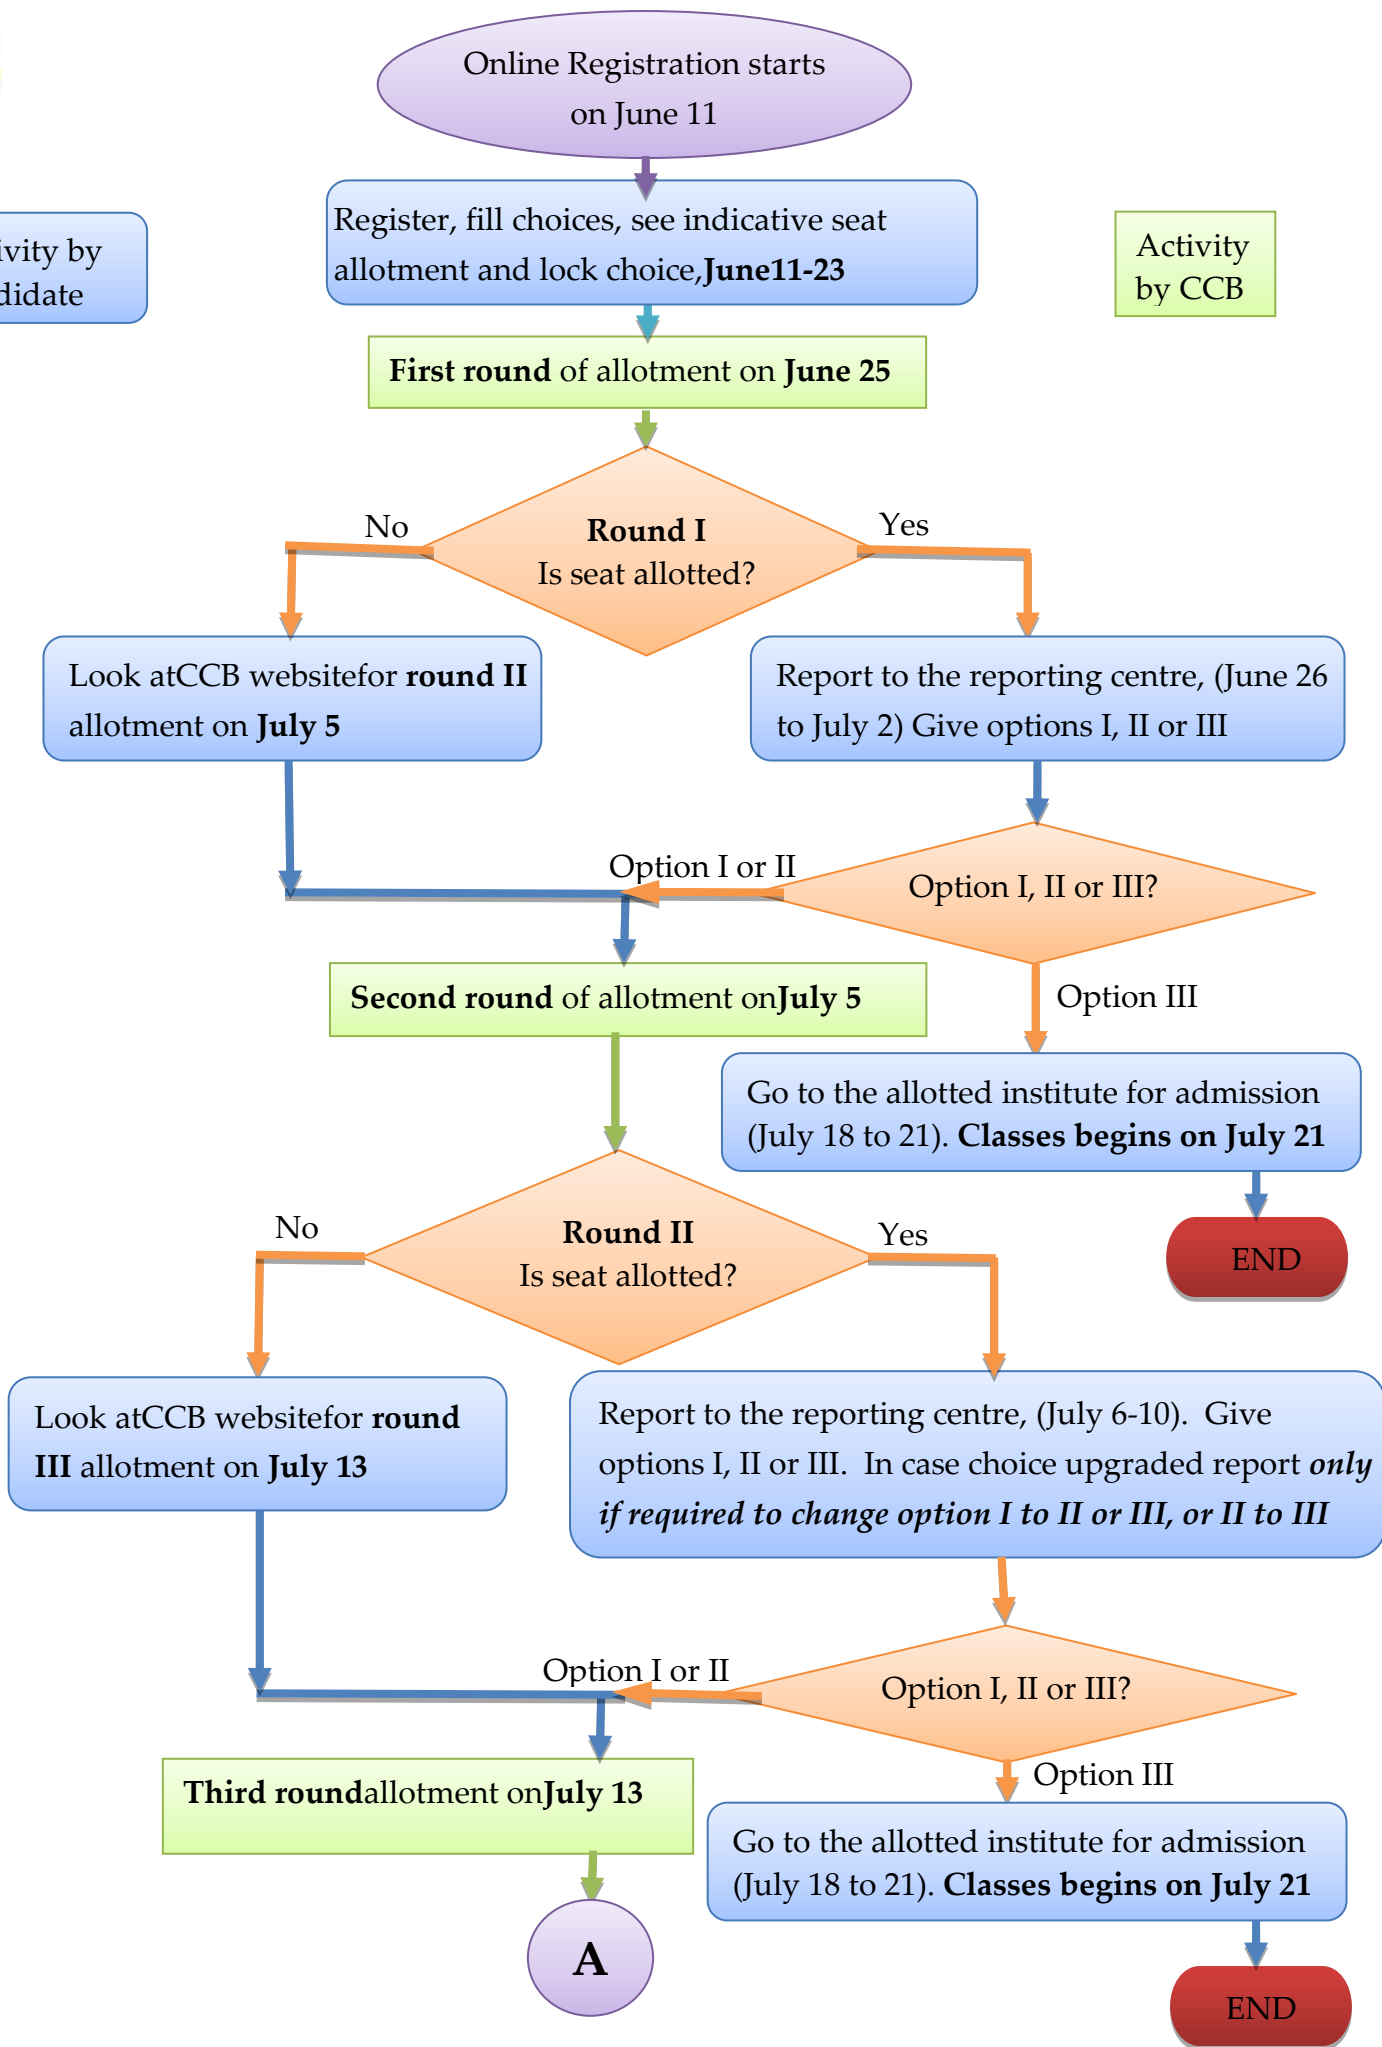 Online Registration starts
on June 11
Register, fill choices, see indicative seat
allotment and lock choice,June11-23
ivity by
didate
Activity
by CCB
First round of allotment on June 25
No
Yes
Round I
Is seat allotted?
Look atCCB websitefor round II
allotment on July 5
Report to the reporting centre, (June 26
to July 2) Give options I, II or III
Option I or II
Option I, II or III?
Second round of allotment onJuly 5
Option III
Go to the allotted institute for admission
(July 18 to 21). Classes begins on July 21
No
Yes
Round II
Is seat allotted?
END
Look atCCB websitefor round
III allotment on July 13
Report to the reporting centre, (July 6-10).  Give
options I, II or III.  In case choice upgraded report only
if required to change option I to II or III, or II to III
Option I or II
Option I, II or III?
Third roundallotment onJuly 13
Option III
Go to the allotted institute for admission
(July 18 to 21). Classes begins on July 21
A
END